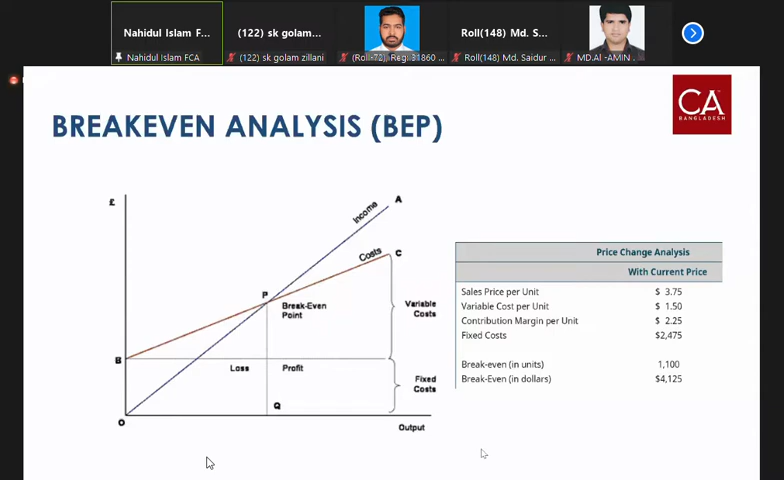 Nahidul Islam F... (122) sk golam... Roll(148) Md. S...
Nahidul Islam FCA (122) sk golam zillani (Roll-72), Reg: 31860 ... Roll(148) Md. Saidur ... MD.Al -AMIN ...
CA
BANGLADESH
BREAKEVEN ANALYSIS (BEP)
£
A
Income
Costs
C
P
Break-Even
Point
Variable
Costs
B
Loss
Profit
Fixed
Costs
Q
O
Output
Price Change Analysis
With Current Price
Sales Price per Unit $ 3.75
Variable Cost per Unit $ 1.50
Contribution Margin per Unit $ 2.25
Fixed Costs $2,475
Break-even (in units) 1,100
Break-Even (in dollars) $4,125